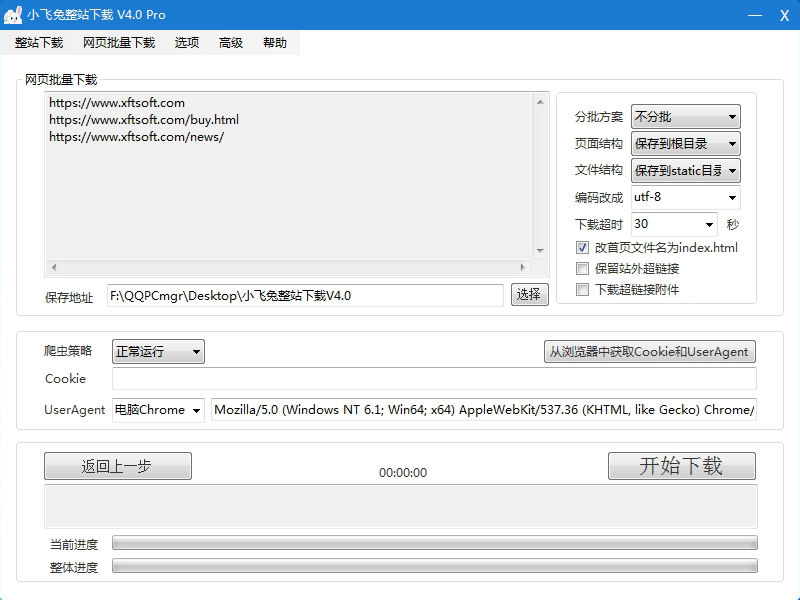 小飞兔整站下载 V4.0 Pro
整站下载 网页批量下载 选项 高级 帮助
网页批量下载
https://www.xftsoft.com
https://www.xftsoft.com/buy.html
https://www.xftsoft.com/news/
分批方案 不分批
页面结构 保存到根目录
文件结构 保存到static目录
编码改成 utf-8
下载超时 30 秒
改首页文件名为index.html
保留站外超链接
下载超链接附件
保存地址 F:\QQPCmgr\Desktop\小飞兔整站下载V4.0 选择
爬虫策略 正常运行 从浏览器中获取Cookie和UserAgent
Cookie
UserAgent 电脑Chrome Mozilla/5.0 (Windows NT 6.1; Win64; x64) AppleWebKit/537.36 (KHTML, like Gecko) Chrome/
返回上一步 00:00:00 开始下载
当前进度
整体进度